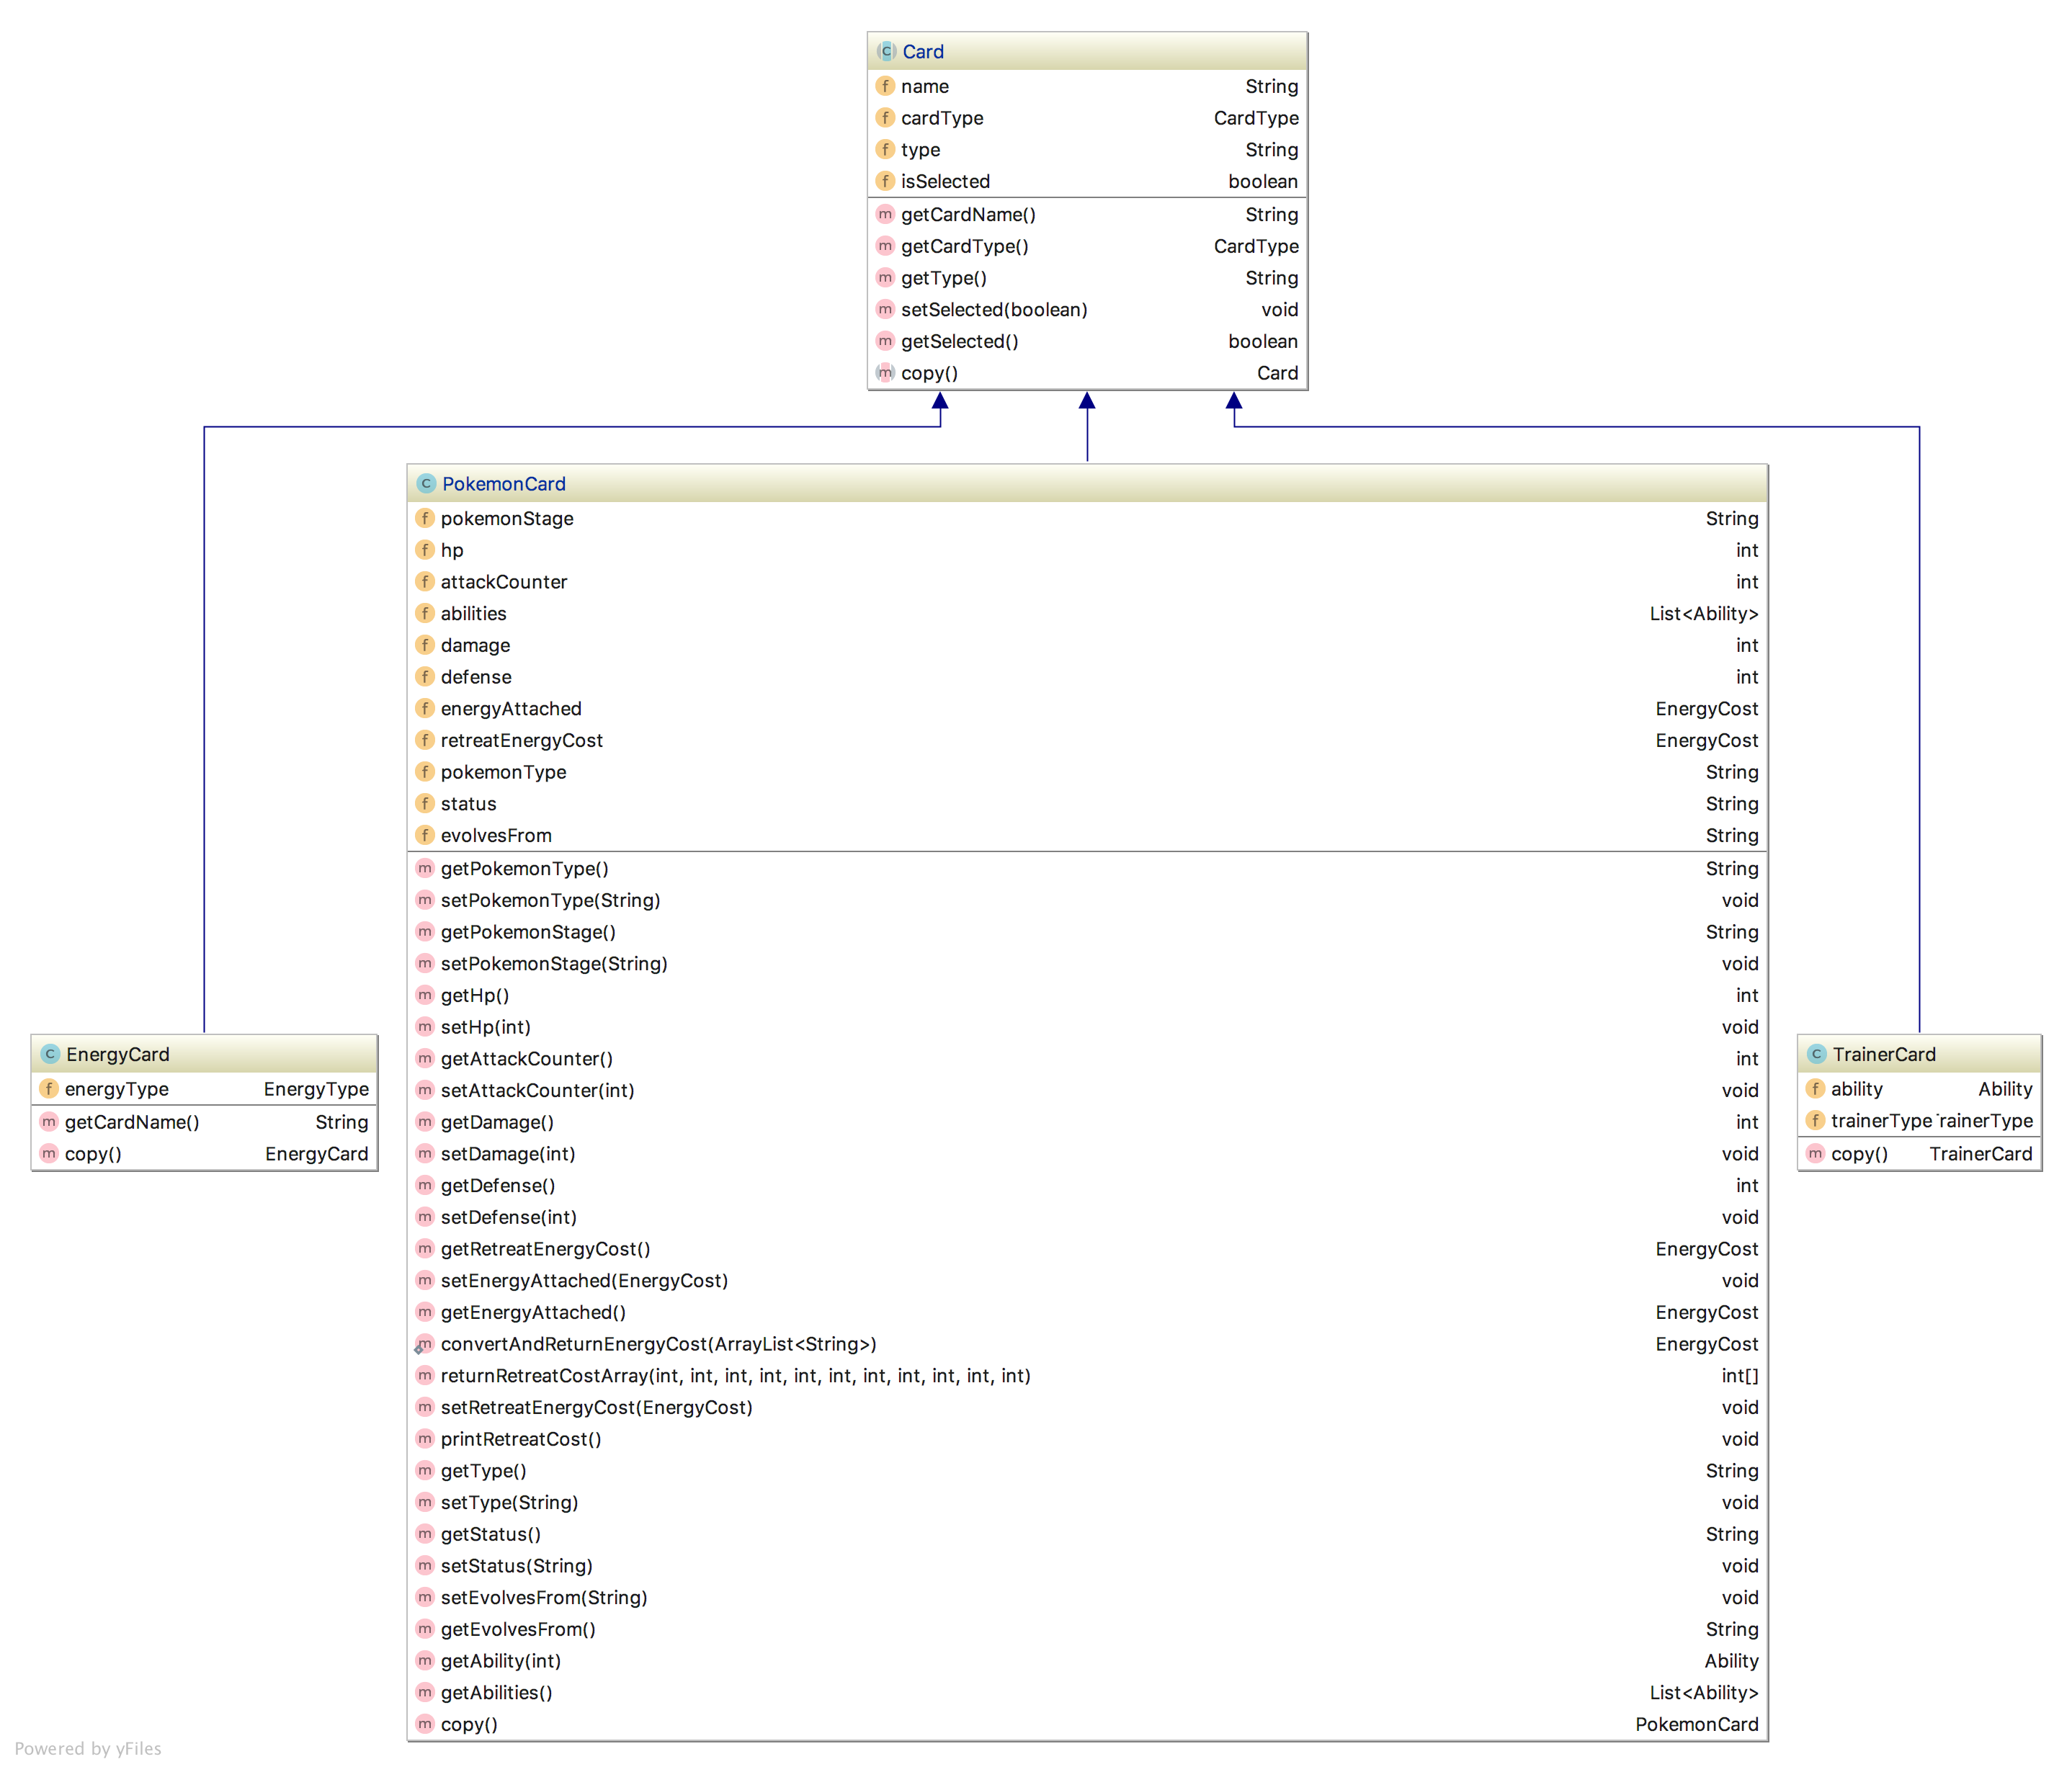 Card
name String
cardType CardType
type String
isSelected boolean
getCardName() String
getCardType() CardType
getType() String
setSelected(boolean) void
getSelected() boolean
copy() Card
PokemonCard
pokemonStage String
hp int
attackCounter int
abilities List<Ability>
damage int
defense int
energyAttached EnergyCost
retreatEnergyCost EnergyCost
pokemonType String
status String
evolvesFrom String
getPokemonType() String
setPokemonType(String) void
getPokemonStage() String
setPokemonStage(String) void
getHp() int
setHp(int) void
getAttackCounter() int
setAttackCounter(int) void
getDamage() int
setDamage(int) void
getDefense() int
setDefense(int) void
getRetreatEnergyCost() EnergyCost
setEnergyAttached(EnergyCost) void
getEnergyAttached() EnergyCost
convertAndReturnEnergyCost(ArrayList<String>) EnergyCost
returnRetreatCostArray(int, int, int, int, int, int, int, int, int, int, int) int[]
setRetreatEnergyCost(EnergyCost) void
printRetreatCost() void
getType() String
setType(String) void
getStatus() String
setStatus(String) void
setEvolvesFrom(String) void
getEvolvesFrom() String
getAbility(int) Ability
getAbilities() List<Ability>
copy() PokemonCard
EnergyCard
energyType EnergyType
getCardName() String
copy() EnergyCard
TrainerCard
ability Ability
trainerType rainerType
copy() TrainerCard
Powered by yFiles